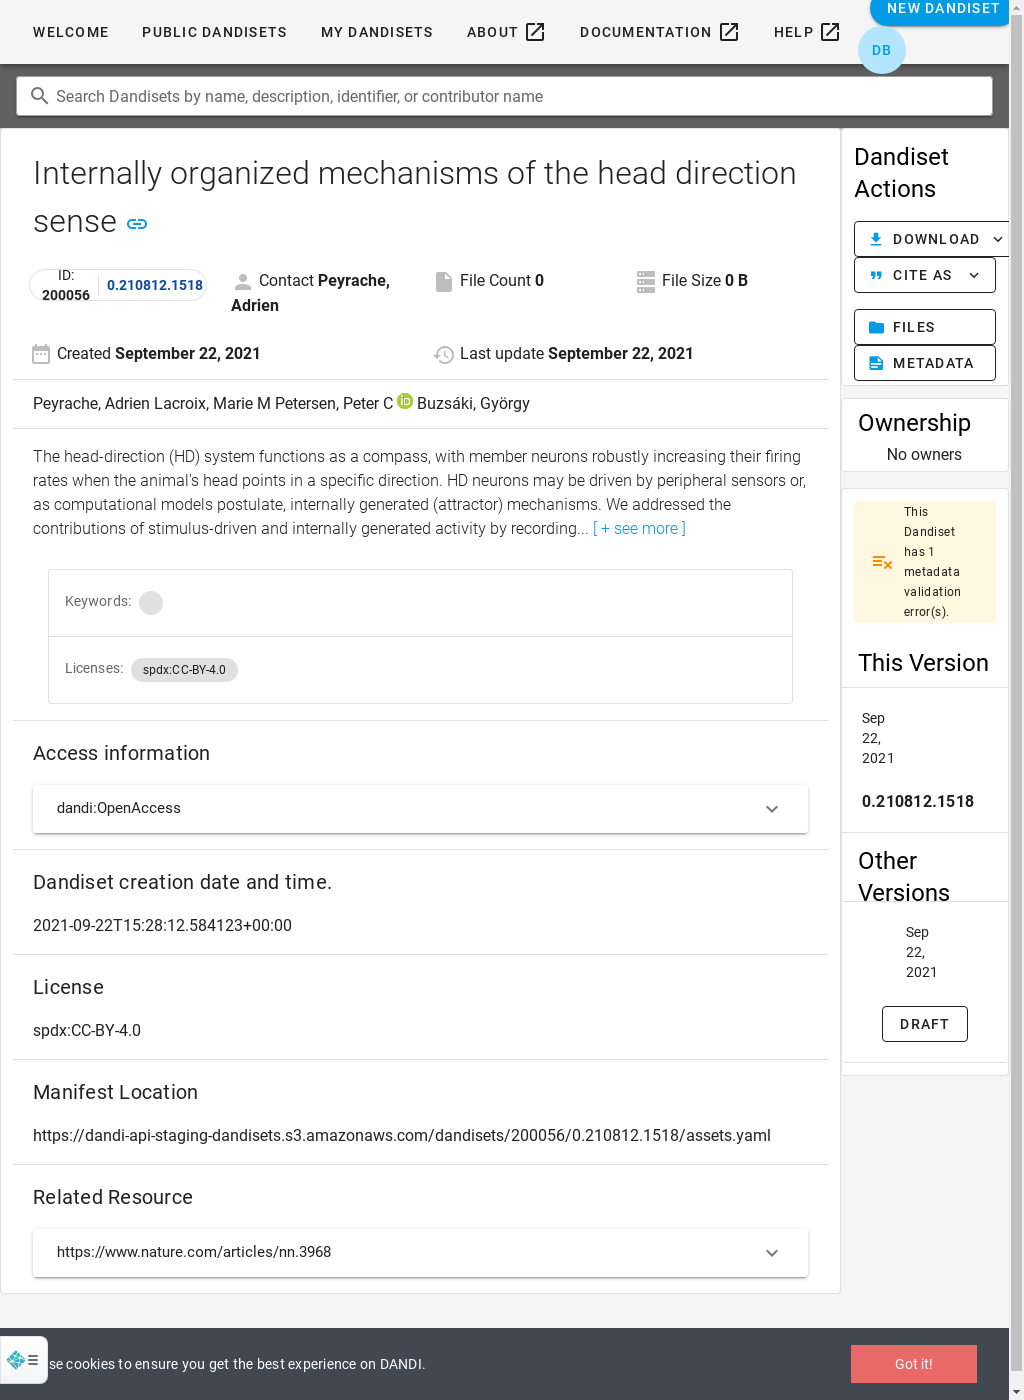 WELCOME PUBLIC DANDISETS MY DANDISETS ABOUT DOCUMENTATION HELP
NEW DANDISET
DB
Search Dandisets by name, description, identifier, or contributor name
Internally organized mechanisms of the head direction
sense
ID:
200056
0.210812.1518
Contact Peyrache,
Adrien
File Count 0
File Size 0 B
Created September 22, 2021
Last update September 22, 2021
Peyrache, Adrien Lacroix, Marie M Petersen, Peter C iD Buzsáki, György
The head-direction (HD) system functions as a compass, with member neurons robustly increasing their firing
rates when the animal's head points in a specific direction. HD neurons may be driven by peripheral sensors or,
as computational models postulate, internally generated (attractor) mechanisms. We addressed the
contributions of stimulus-driven and internally generated activity by recording... [ + see more ]
Keywords:
Licenses: spdx:CC-BY-4.0
Access information
dandi:OpenAccess
Dandiset creation date and time.
2021-09-22T15:28:12.584123+00:00
License
spdx:CC-BY-4.0
Manifest Location
https://dandi-api-staging-dandisets.s3.amazonaws.com/dandisets/200056/0.210812.1518/assets.yaml
Related Resource
https://www.nature.com/articles/nn.3968
Dandiset
Actions
DOWNLOAD
CITE AS
FILES
METADATA
Ownership
No owners
This
Dandiset
has 1
metadata
validation
error(s).
This Version
Sep
22,
2021
0.210812.1518
Other
Versions
Sep
22,
2021
DRAFT
se cookies to ensure you get the best experience on DANDI.
Got it!